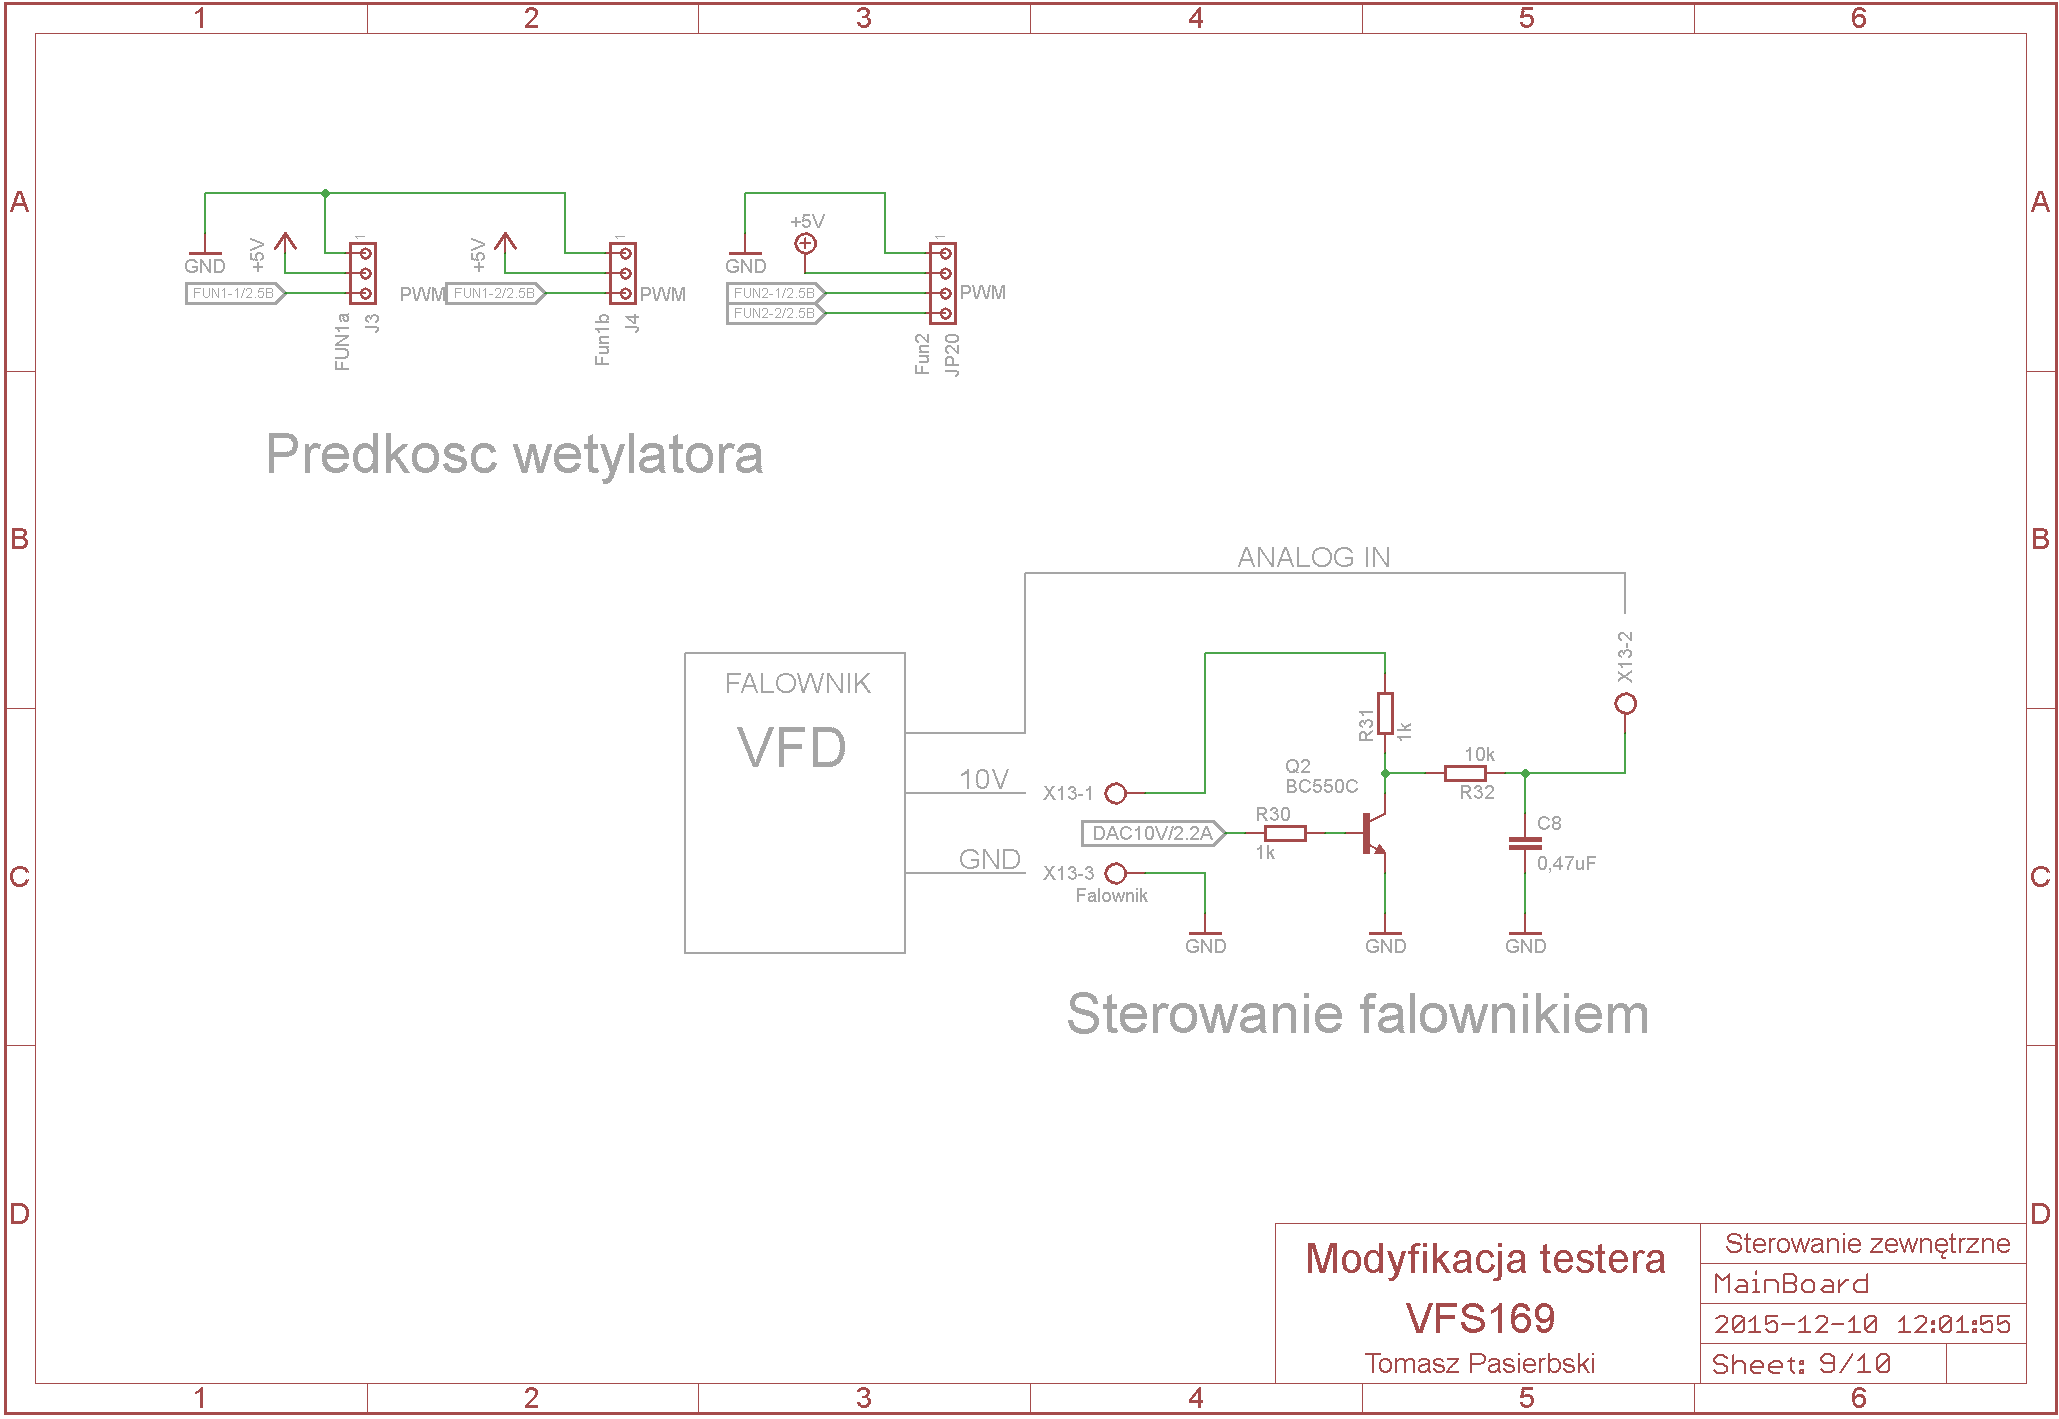 1 2 3 4 5 6
A A
+5V
GND +5V 1 +5V 1 GND 1
FUN1-1/2.5B PWM FUN1-2/2.5B PWM FUN2-1/2.5B PWM
FUN2-2/2.5B
FUN1a J3 Fun1b J4 Fun2 JP20
Predkosc wetylatora
B B
ANALOG IN
X13-2
FALOWNIK
VFD
R31 1k
10k
R32
10V X13-1
Q2
BC550C
DAC10V/2.2A R30
1k
C8
0,47uF
GND X13-3
Falownik
C C
GND GND GND
Sterowanie falownikiem
D D
Modyfikacja testera
VFS169
Tomasz Pasierbski
Sterowanie zewnętrzne
MainBoard
2015-12-10 12:01:55
Sheet: 9/10
1 2 3 4 5 6